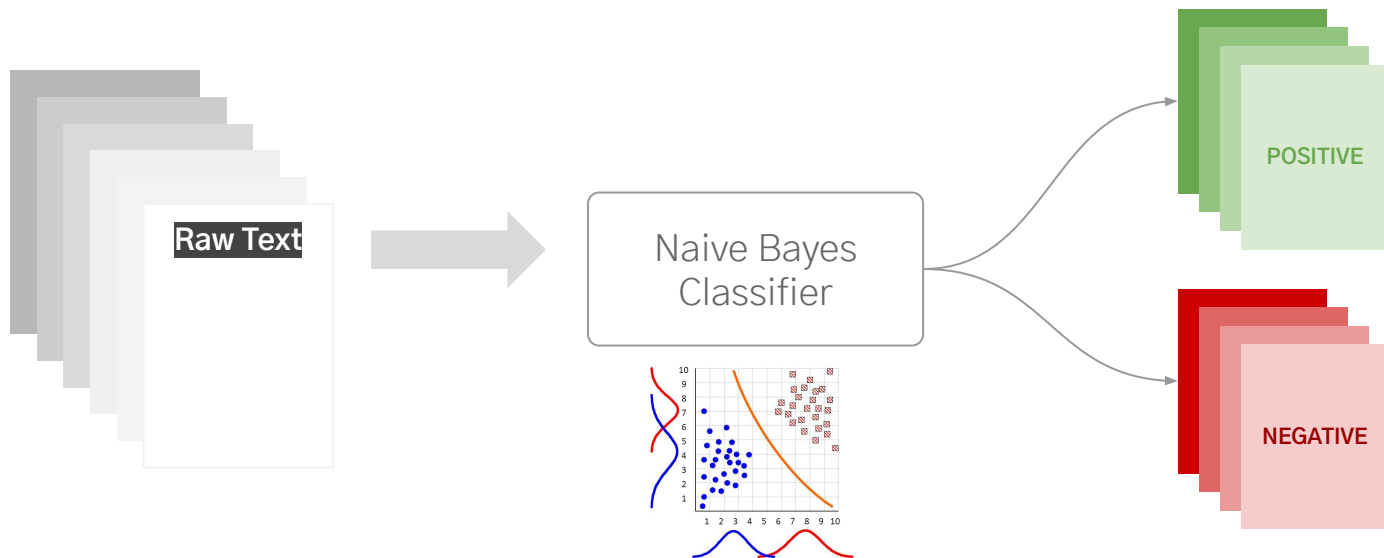 Raw Text
Naive Bayes
Classifier
POSITIVE
NEGATIVE
10
9
8
7
6
5
4
3
2
1
1 2 3 4 5 6 7 8 9 10